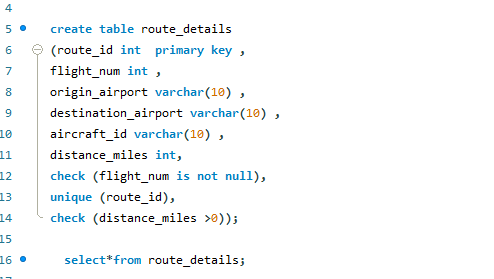 4
5 create table route_details
6 (route_id int  primary key ,
7 flight_num int ,
8 origin_airport varchar(10) ,
9 destination_airport varchar(10) ,
10 aircraft_id varchar(10) ,
11 distance_miles int,
12 check (flight_num is not null),
13 unique (route_id),
14 check (distance_miles >0));
15
16 select*from route_details;
17